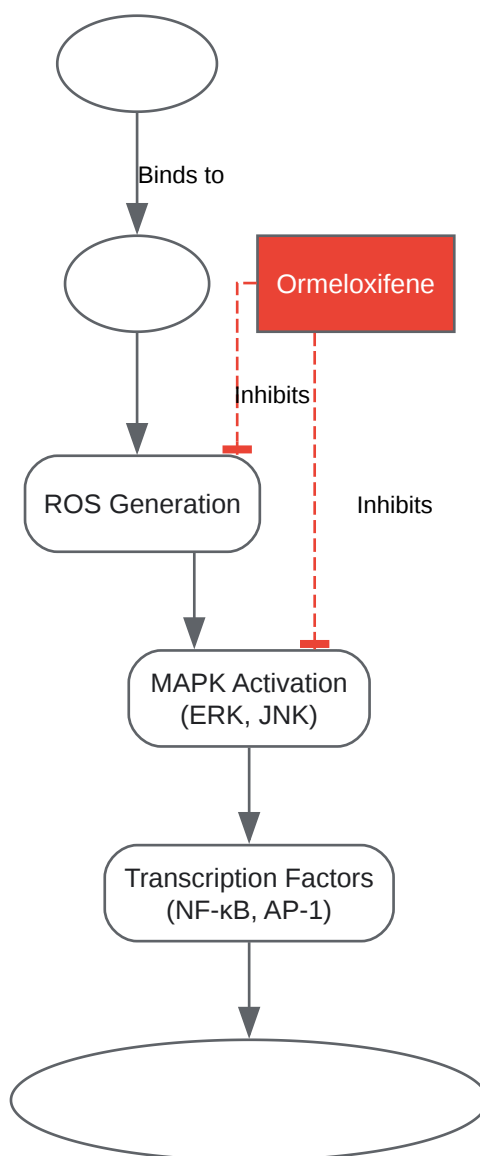 Binds to
Ormeloxifene
Inhibits
ROS Generation
Inhibits
MAPK Activation
(ERK, JNK)
Transcription Factors
(NF-κB, AP-1)